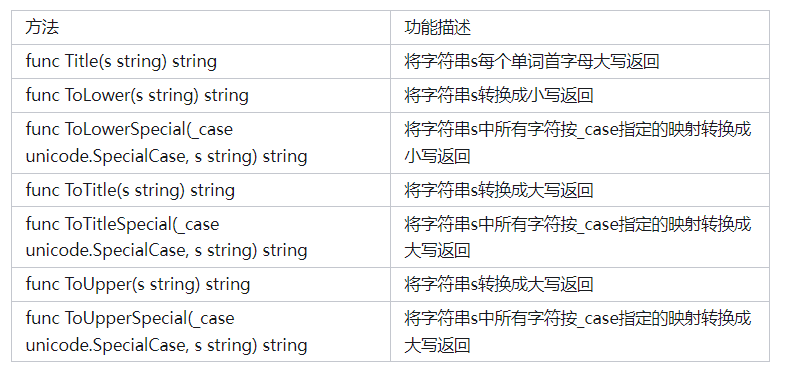 方法
功能描述
func Title(s string) string
将字符串s每个单词首字母大写返回
func ToLower(s string) string
将字符串s转换成小写返回
func ToLowerSpecial(_case
unicode.SpecialCase, s string) string
将字符串s中所有字符按_case指定的映射转换成
小写返回
func ToTitle(s string) string
将字符串s转换成大写返回
func ToTitleSpecial(_case
unicode.SpecialCase, s string) string
将字符串s中所有字符按_case指定的映射转换成
大写返回
func ToUpper(s string) string
将字符串s转换成大写返回
func ToUpperSpecial(_case
unicode.SpecialCase, s string) string
将字符串s中所有字符按_case指定的映射转换成
大写返回